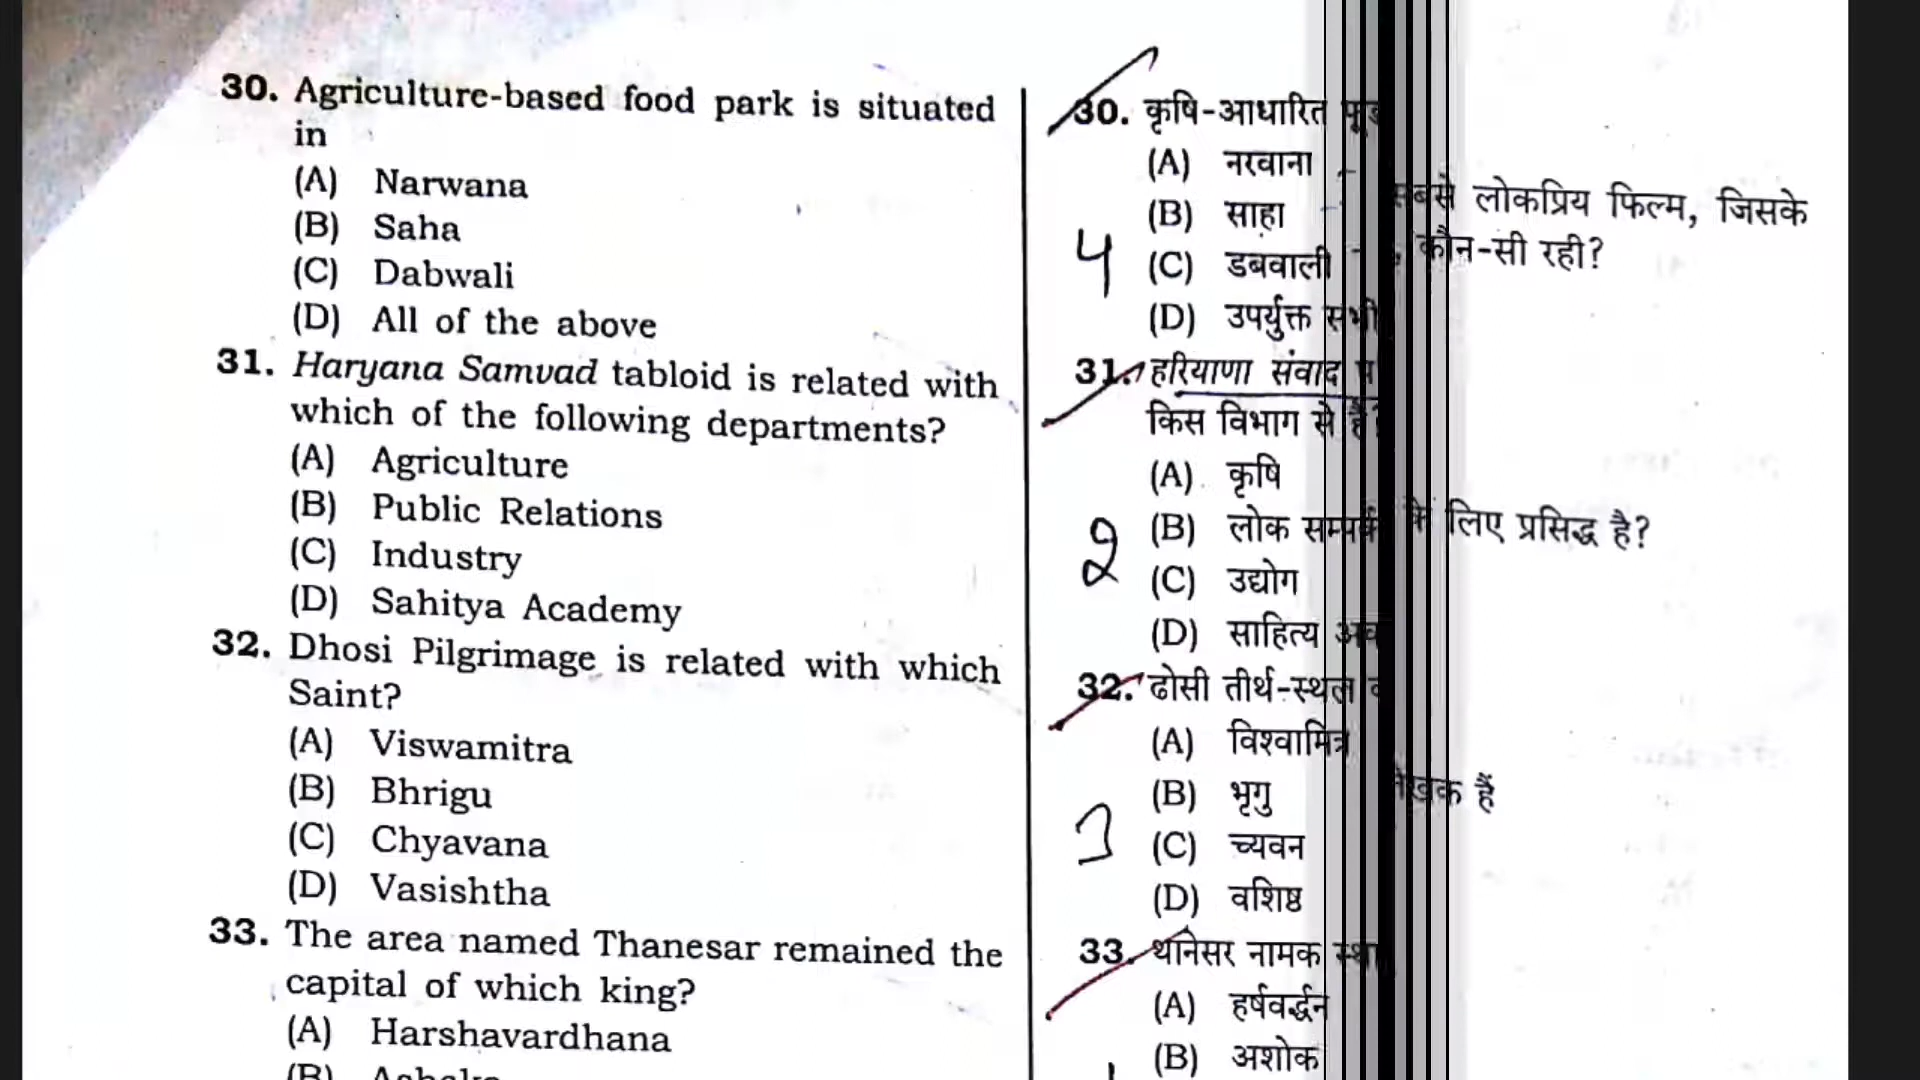 30. Agriculture-based food park is situated
in
(A) Narwana
(B) Saha
(C) Dabwali
(D) All of the above
31. Haryana Samvad tabloid is related with
which of the following departments?
(A) Agriculture
(B) Public Relations
(C) Industry
(D) Sahitya Academy
32. Dhosi Pilgrimage is related with which
Saint?
(A) Viswamitra
(B) Bhrigu
(C) Chyavana
(D) Vasishtha
33. The area named Thanesar remained the
capital of which king?
(A) Harshavardhana
(B)
30. कृषि-आधारित
(A) नरवाना
(B) साहा
4
(C) डबवाली
(D) उपर्युक्त सभी
31. हरियाणा संवाद
किस विभाग से है?
(A) कृषि
(B) लोक सम्पर्क
2
(C) उद्योग
(D) साहित्य
32. ढोसी तीर्थ-स्थल
(A) विश्वामित्र
(B) भृगु
3
(C) च्यवन
(D) वशिष्ठ
33. थानेसर नामक
(A) हर्षवर्द्धन
(B) अशोक
सबसे लोकप्रिय फिल्म, जिसके
कौन-सी रही?
के लिए प्रसिद्ध है?
हैं